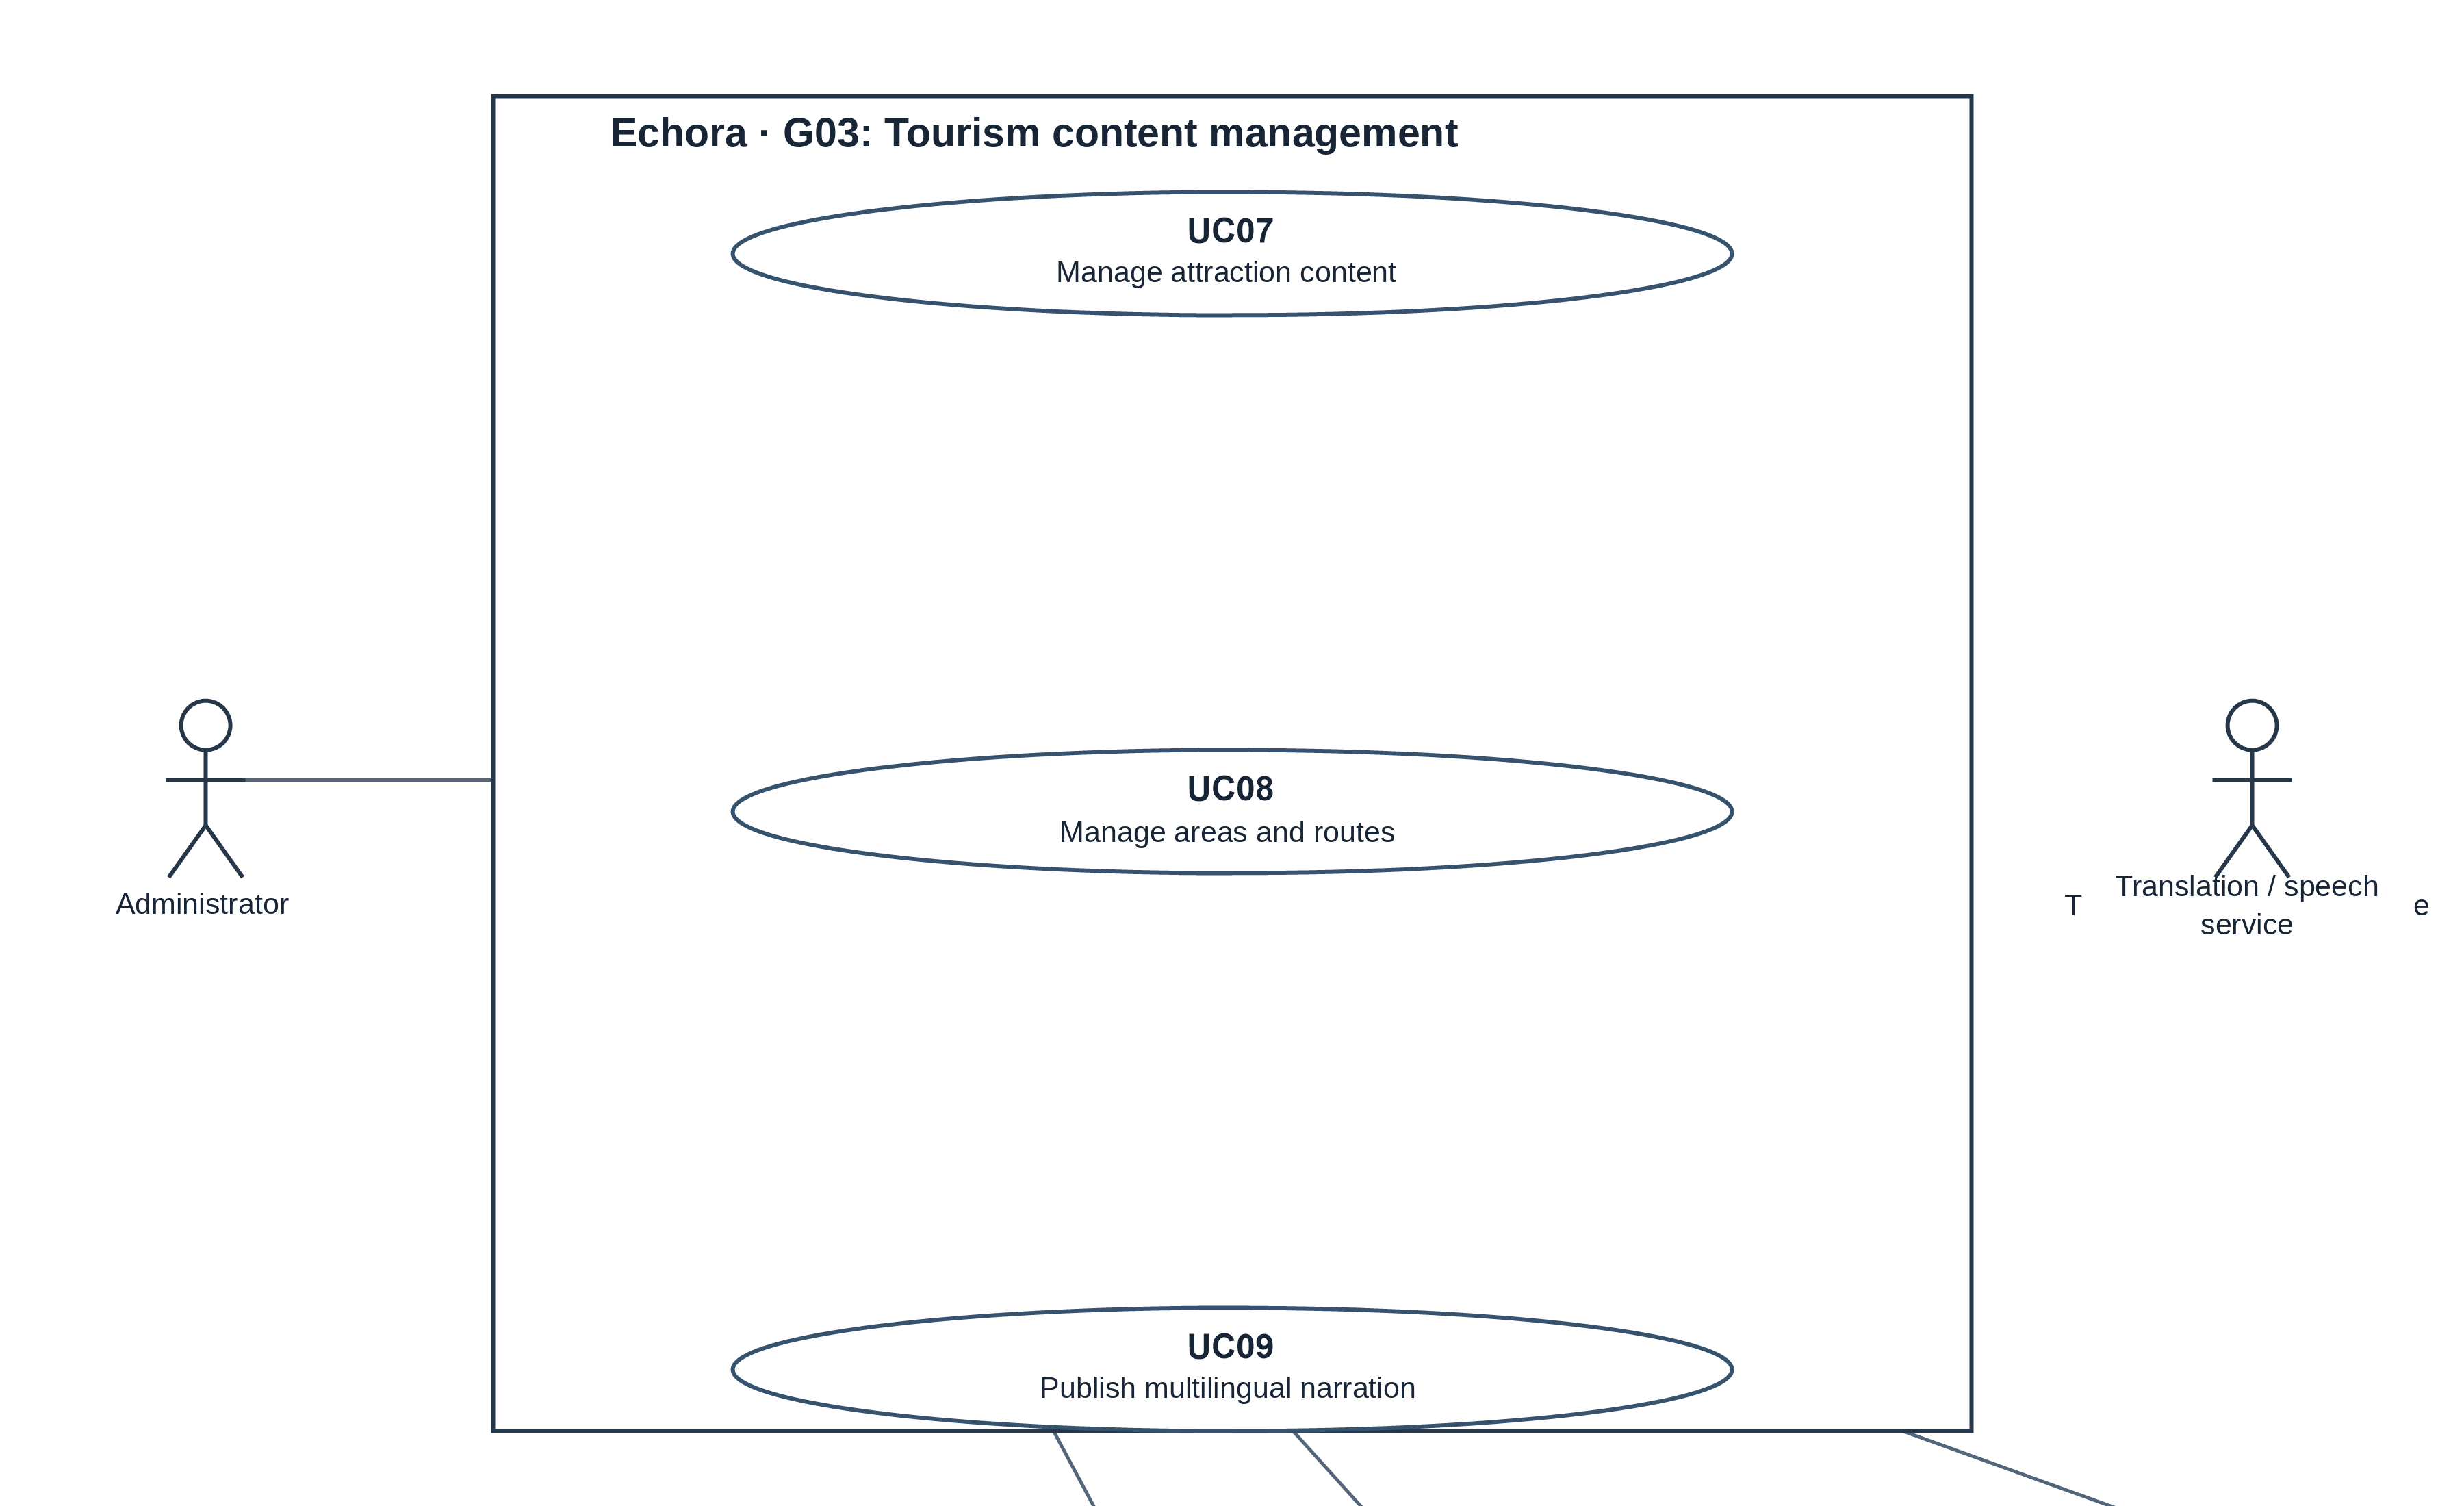 Echora · G03: Tourism content management
UC07
Manage attraction content
UC08
Manage areas and routes
Administrator
T
Translation / speech
service
e
UC09
Publish multilingual narration